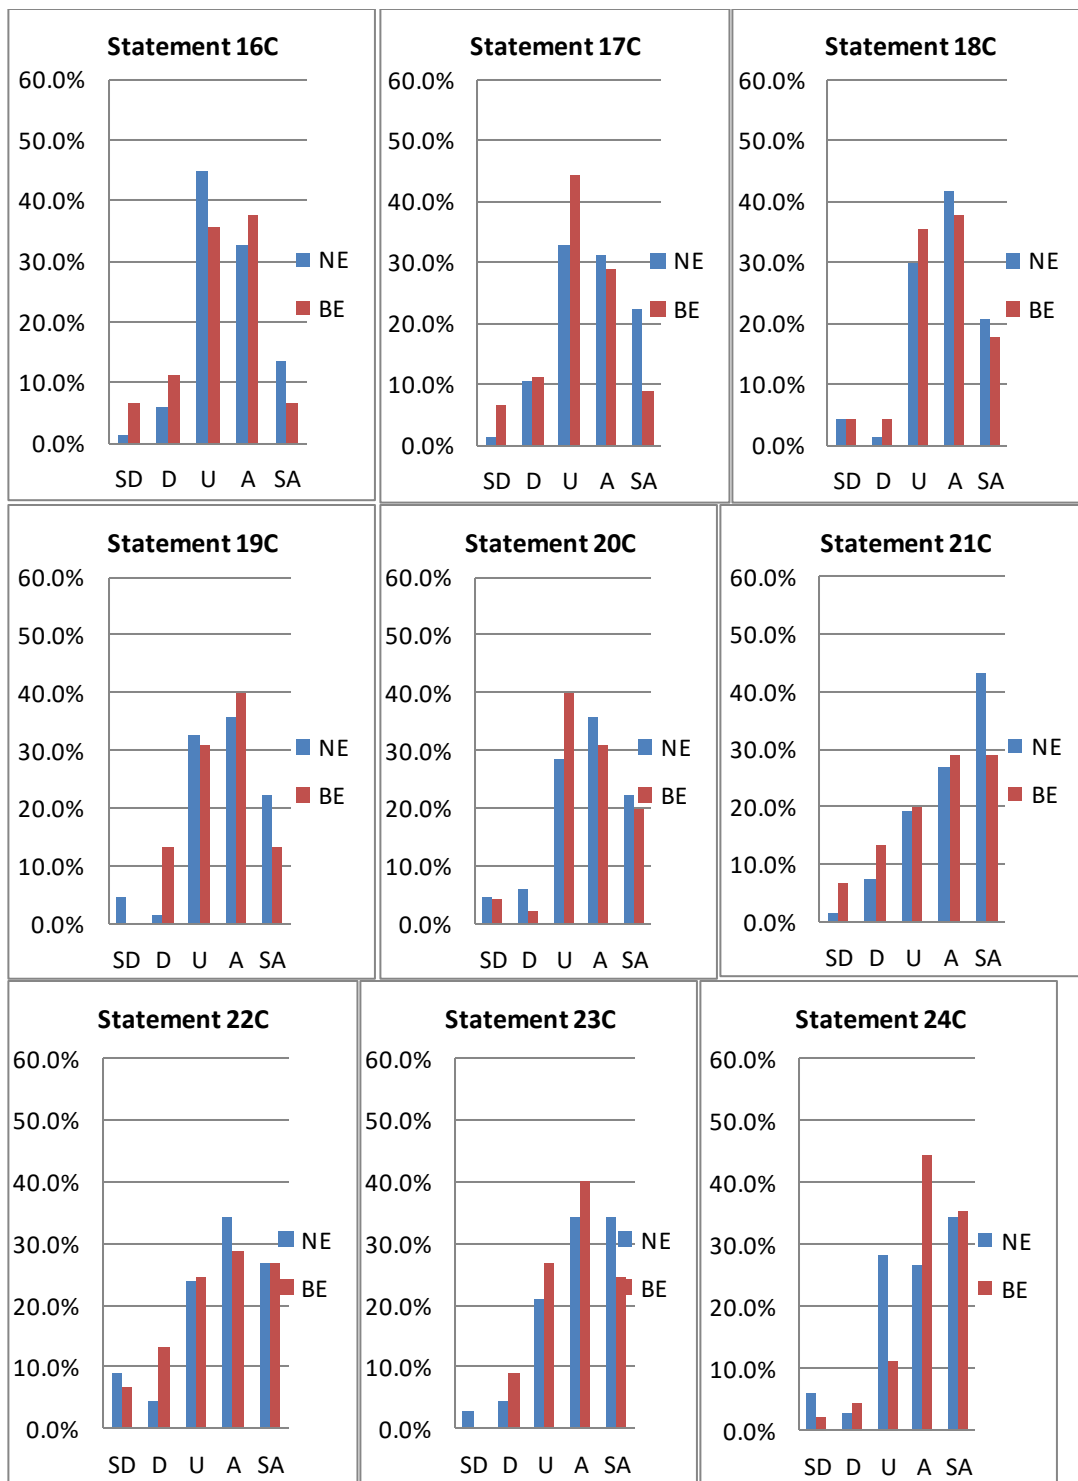 Statement 16C
60.0%
50.0%
40.0%
30.0%
20.0%
10.0%
0.0%
SD D U A SA
NE
BE
Statement 17C
60.0%
50.0%
40.0%
30.0%
20.0%
10.0%
0.0%
SD D U A SA
NE
BE
Statement 18C
60.0%
50.0%
40.0%
30.0%
20.0%
10.0%
0.0%
SD D U A SA
NE
BE
Statement 19C
60.0%
50.0%
40.0%
30.0%
20.0%
10.0%
0.0%
SD D U A SA
NE
BE
Statement 20C
60.0%
50.0%
40.0%
30.0%
20.0%
10.0%
0.0%
SD D U A SA
NE
BE
Statement 21C
60.0%
50.0%
40.0%
30.0%
20.0%
10.0%
0.0%
SD D U A SA
NE
BE
Statement 22C
60.0%
50.0%
40.0%
30.0%
20.0%
10.0%
0.0%
SD D U A SA
NE
BE
Statement 23C
60.0%
50.0%
40.0%
30.0%
20.0%
10.0%
0.0%
SD D U A SA
NE
BE
Statement 24C
60.0%
50.0%
40.0%
30.0%
20.0%
10.0%
0.0%
SD D U A SA
NE
BE